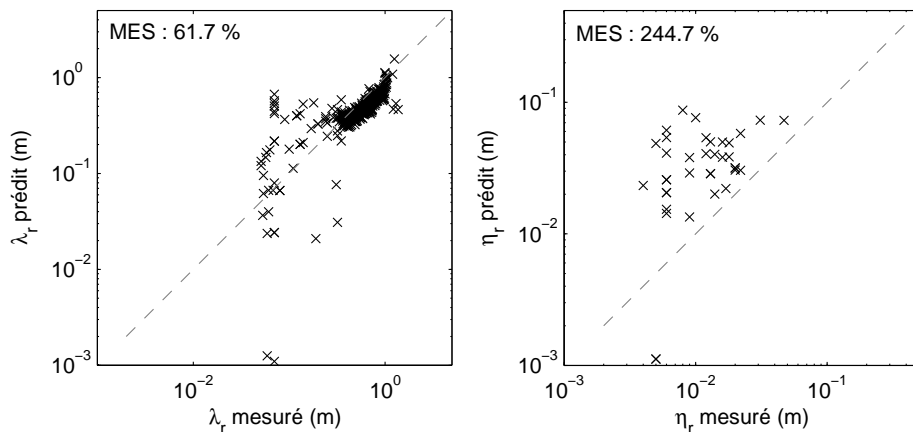 MES : 61.7 %
10^0
10^-1
10^-2
10^-3
λ_r prédit (m)
10^-2
10^0
λ_r mesuré (m)
MES : 244.7 %
10^-1
10^-2
10^-3
η_r prédit (m)
10^-3
10^-2
10^-1
η_r mesuré (m)